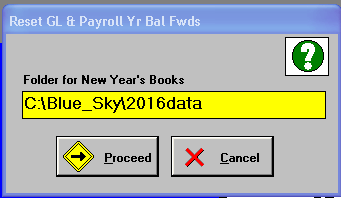 Reset GL & Payroll Yr Bal Fwds
Folder for New Year's Books
C:\Blue_Sky\2016data
Proceed
Cancel